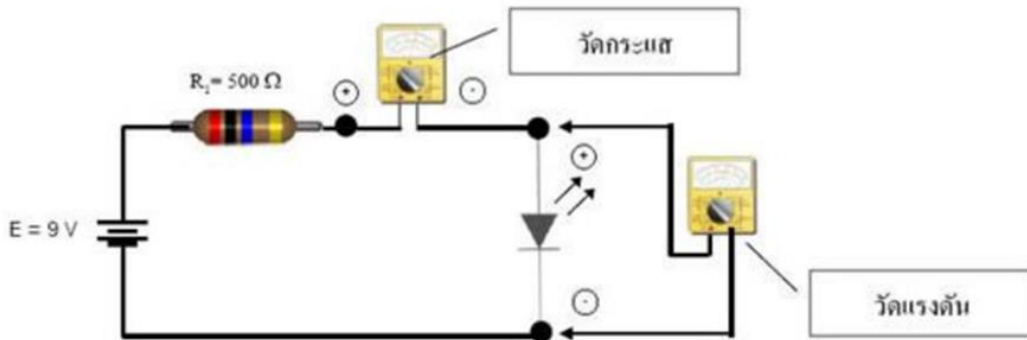 วัดกระแส
R₁= 500 Ω
+
-
+
E = 9 V
-
วัดแรงดัน